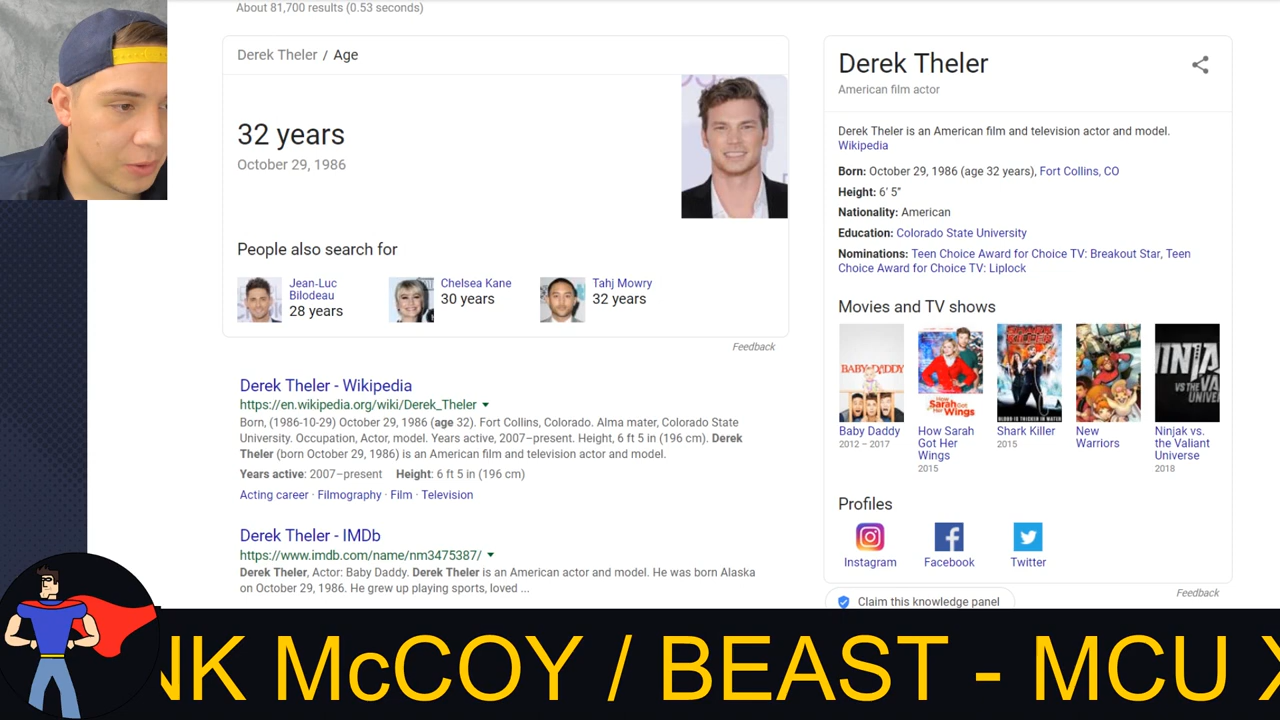 About 81,700 results (0.53 seconds)
Derek Theler / Age
32 years
October 29, 1986
People also search for
Jean-Luc
Bilodeau
28 years
Chelsea Kane
30 years
Tahj Mowry
32 years
Feedback
Derek Theler - Wikipedia
https://en.wikipedia.org/wiki/Derek_Theler
Born, (1986-10-29) October 29, 1986 (age 32). Fort Collins, Colorado. Alma mater, Colorado State
University. Occupation, Actor, model. Years active, 2007–present. Height, 6 ft 5 in (196 cm). Derek
Theler (born October 29, 1986) is an American film and television actor and model.
Years active: 2007–present Height: 6 ft 5 in (196 cm)
Acting career · Filmography · Film · Television
Derek Theler - IMDb
https://www.imdb.com/name/nm3475387/
Derek Theler, Actor: Baby Daddy. Derek Theler is an American actor and model. He was born Alaska
on October 29, 1986. He grew up playing sports, loved ...
Derek Theler
American film actor
Derek Theler is an American film and television actor and model.
Wikipedia
Born: October 29, 1986 (age 32 years), Fort Collins, CO
Height: 6' 5"
Nationality: American
Education: Colorado State University
Nominations: Teen Choice Award for Choice TV: Breakout Star, Teen
Choice Award for Choice TV: Liplock
Movies and TV shows
BABY DADDY
How Sarah
Got Her
Wings
NINJA
VS THE VA
UNIVER
Baby Daddy
2012 – 2017
How Sarah
Got Her
Wings
2015
Shark Killer
2015
New
Warriors
Ninjak vs.
the Valiant
Universe
2018
Profiles
Instagram
Facebook
Twitter
Feedback
Claim this knowledge panel
NK McCOY / BEAST - MCU X